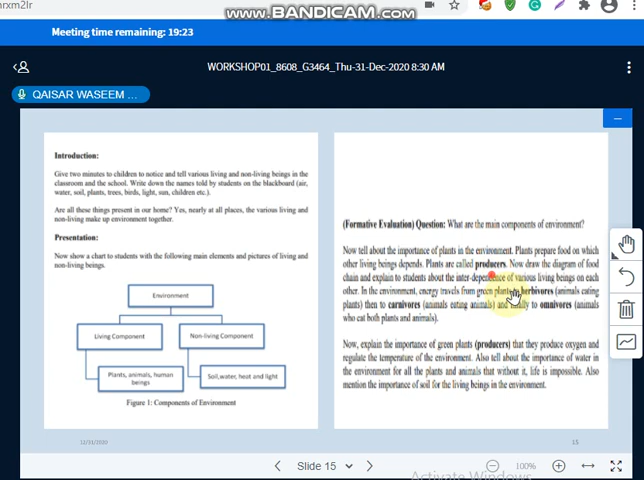 nrxm2lr
www.BANDICAM.com
Meeting time remaining: 19:23
WORKSHOP01_8608_G3464_Thu-31-Dec-2020 8:30 AM
QAISAR WASEEM ...
Introduction:
Give two minutes to children to notice and tell various living and non-living beings in the
classroom and the school. Write down the names told by students on the blackboard (air,
water, soil, plants, trees, birds, light, sun, children etc.).
Are all these things present in our home? Yes, nearly at all places, the various living and
non-living make up environment together.
Presentation:
Now show a chart to students with the following main elements and pictures of living and
non-living beings.
Environment
Living Component
Non-living Component
Plants, animals, human
beings
Soil, water, heat and light
Figure 1: Components of Environment
12/31/2020
(Formative Evaluation) Question: What are the main components of environment?
Now tell about the importance of plants in the environment. Plants prepare food on which
other living beings depends. Plants are called producers. Now draw the diagram of food
chain and explain to students about the inter-dependence of various living beings on each
other. In the environment, energy travels from green plants to herbivores (animals eating
plants) then to carnivores (animals eating animals) and finally to omnivores (animals
who eat both plants and animals).
Now, explain the importance of green plants (producers) that they produce oxygen and
regulate the temperature of the environment. Also tell about the importance of water in
the environment for all the plants and animals that without it, life is impossible. Also
mention the importance of soil for the living beings in the environment.
15
Slide 15
100%
Activate Windows